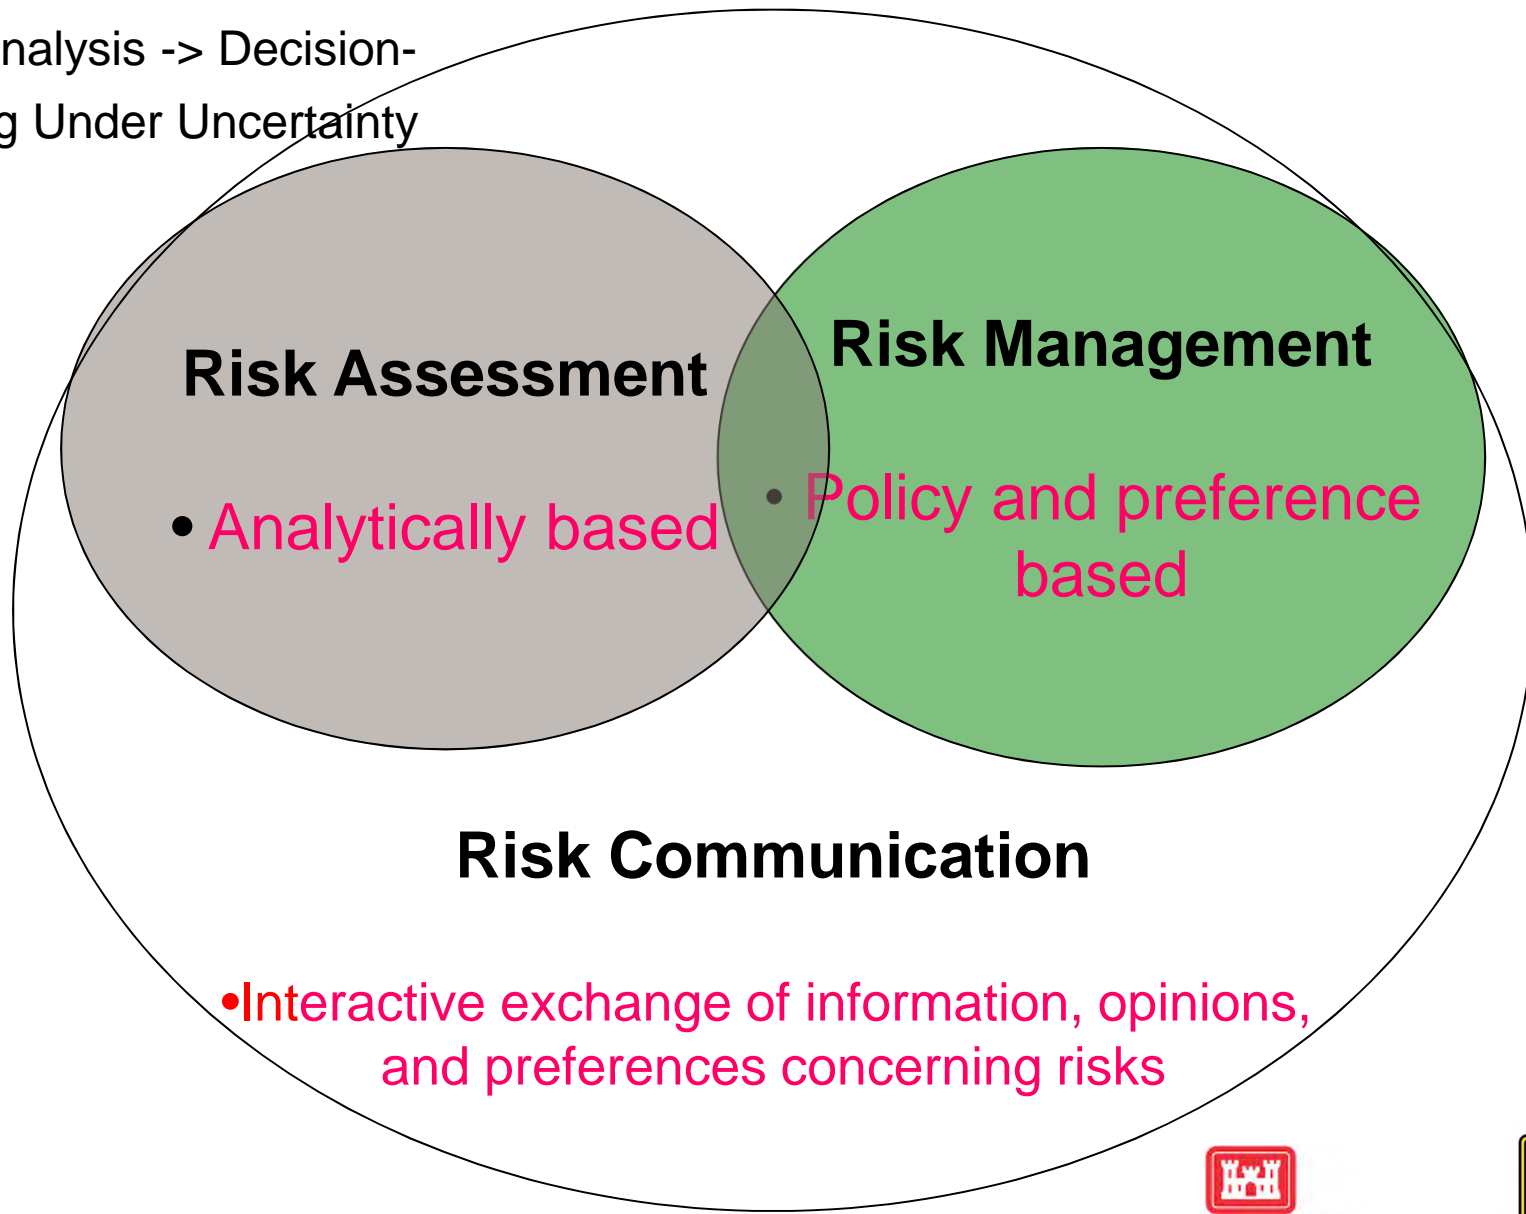 nalysis -> Decision-
g Under Uncertainty
Risk Assessment
• Analytically based
Risk Management
• Policy and preference
based
Risk Communication
•Interactive exchange of information, opinions,
and preferences concerning risks